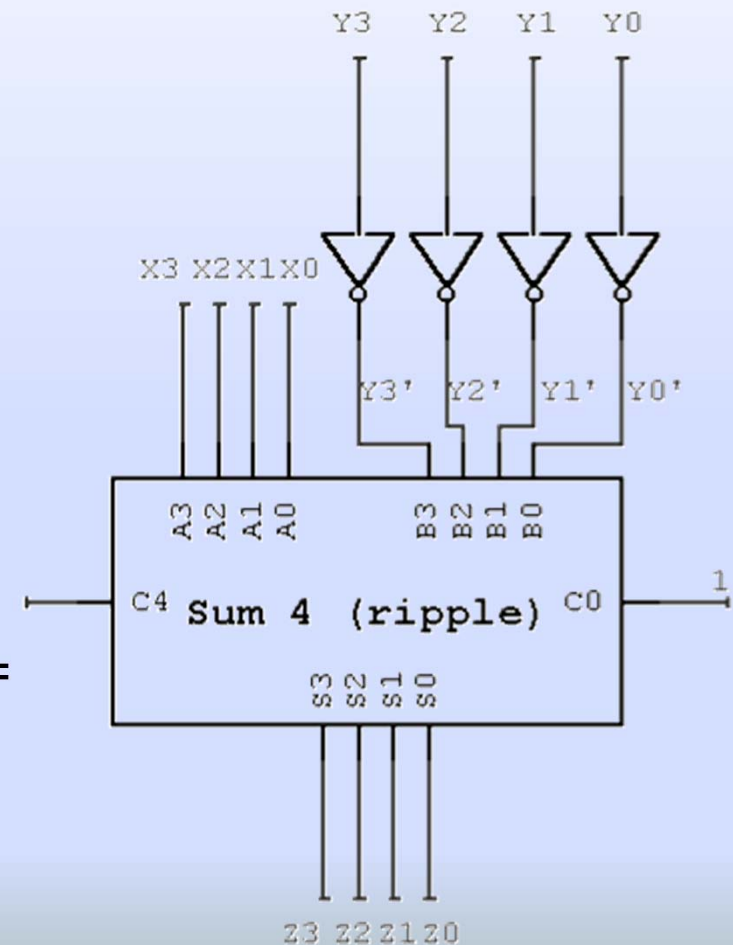 Y3 Y2 Y1 Y0
X3 X2 X1 X0
Y3' Y2' Y1' Y0'
A3 A2 A1 A0 B3 B2 B1 B0
1
C4 Sum 4 (ripple) C0
=
S3 S2 S1 S0
Z3 Z2 Z1 Z0